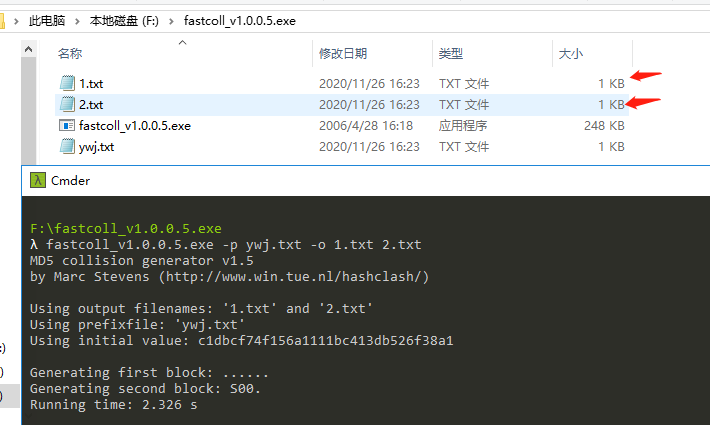 此电脑 > 本地磁盘 (F:) > fastcoll_v1.0.0.5.exe
名称 修改日期 类型 大小
1.txt 2020/11/26 16:23 TXT 文件 1 KB
2.txt 2020/11/26 16:23 TXT 文件 1 KB
fastcoll_v1.0.0.5.exe 2006/4/28 16:18 应用程序 248 KB
ywj.txt 2020/11/26 16:23 TXT 文件 1 KB
λ Cmder
F:\fastcoll_v1.0.0.5.exe
λ fastcoll_v1.0.0.5.exe -p ywj.txt -o 1.txt 2.txt
MD5 collision generator v1.5
by Marc Stevens (http://www.win.tue.nl/hashclash/)
Using output filenames: '1.txt' and '2.txt'
Using prefixfile: 'ywj.txt'
Using initial value: c1dbcf74f156a1111bc413db526f38a1
Generating first block: ......
Generating second block: S00.
Running time: 2.326 s
:)
)
)